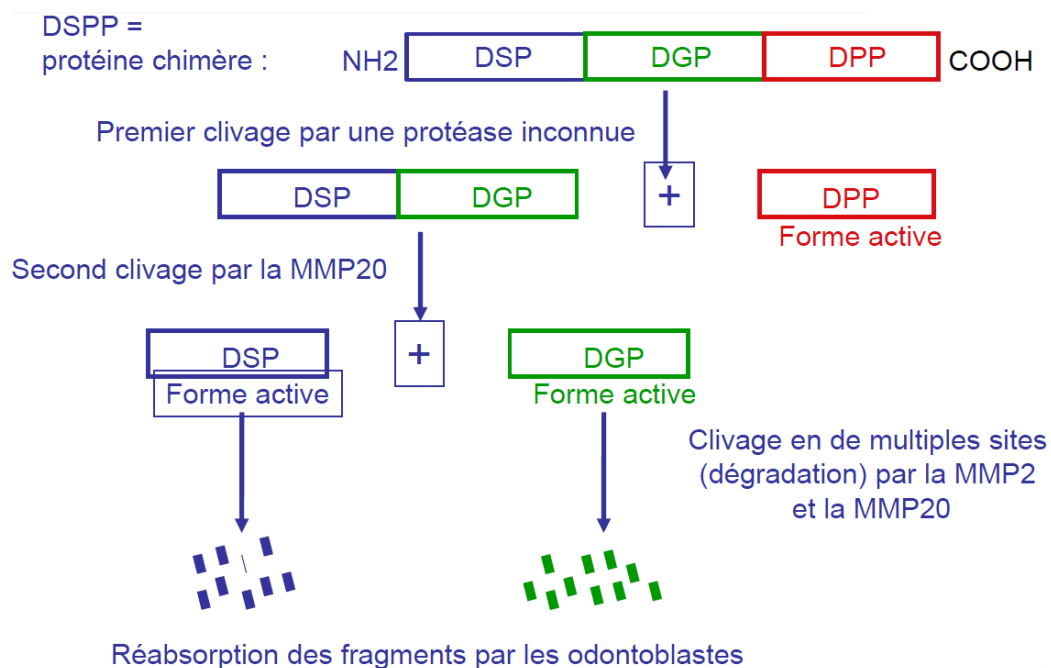 DSPP =
protéine chimère : NH2 DSP DGP DPP COOH
Premier clivage par une protéase inconnue
DSP DGP + DPP
Forme active
Second clivage par la MMP20
DSP + DGP
Forme active Forme active
Clivage en de multiples sites
(dégradation) par la MMP2
et la MMP20
Réabsorption des fragments par les odontoblastes